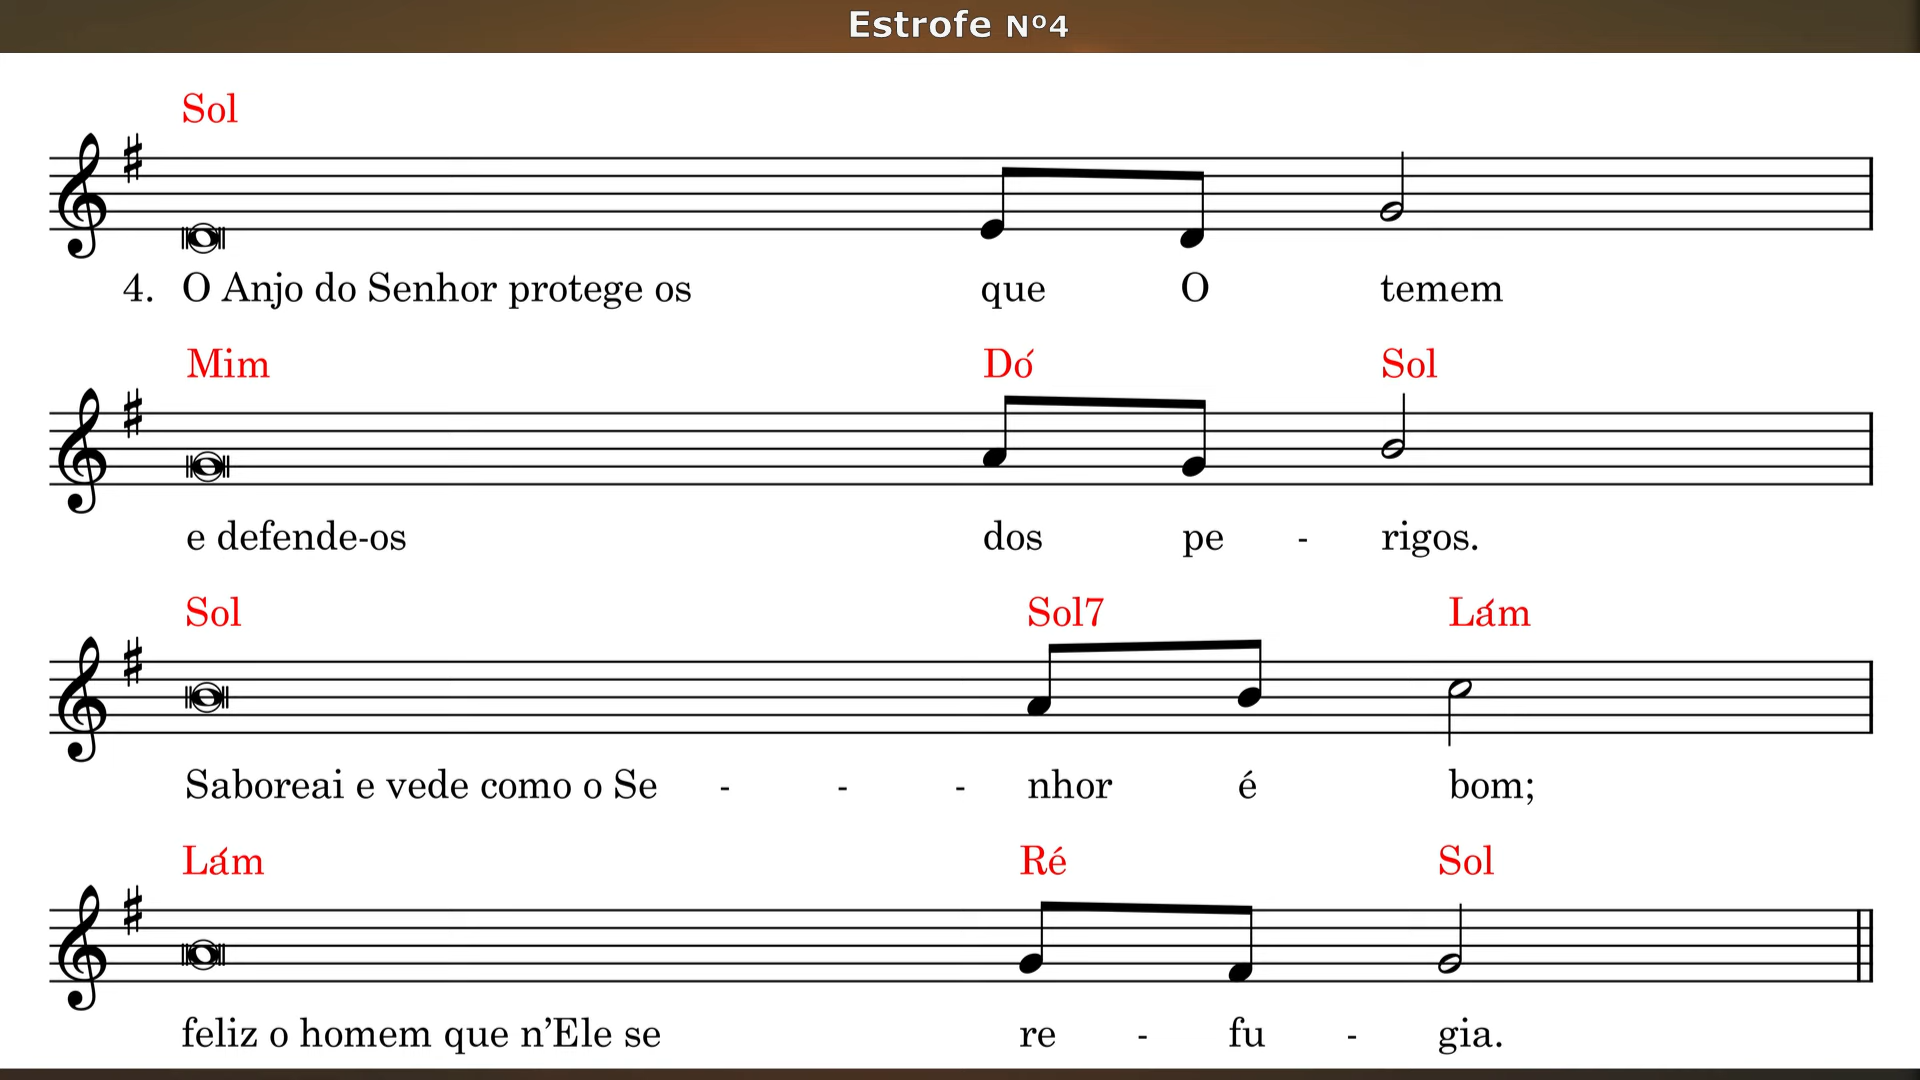 Estrofe Nº4
Sol
4. O Anjo do Senhor protege os que O temem
Mim Dó Sol
e defende-os dos pe - rigos.
Sol Sol7 Lám
Saboreai e vede como o Se - - - nhor é bom;
Lám Ré Sol
feliz o homem que n’Ele se re - fu - gia.